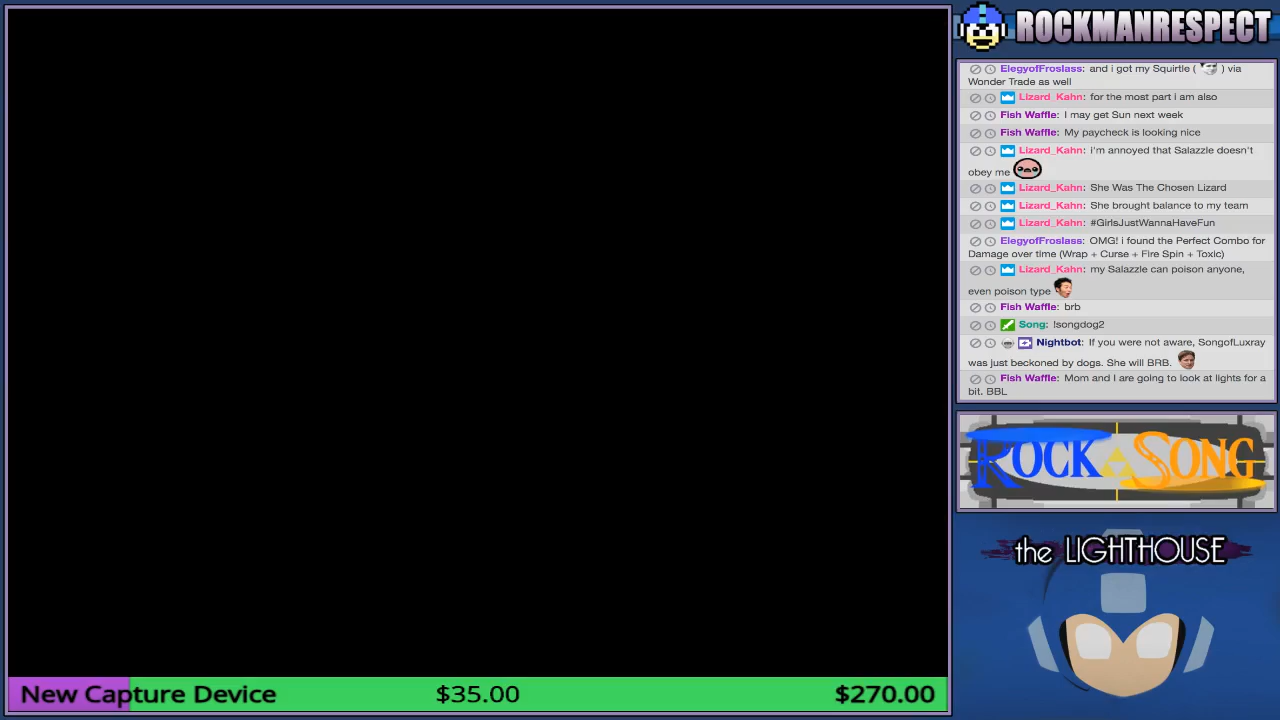 ROCKMANRESPECT
ElegyofFroslass: and i got my Squirtle ( ) via
Wonder Trade as well
Lizard_Kahn: for the most part i am also
Fish Waffle: I may get Sun next week
Fish Waffle: My paycheck is looking nice
Lizard_Kahn: i'm annoyed that Salazzle doesn't
obey me
Lizard_Kahn: She Was The Chosen Lizard
Lizard_Kahn: She brought balance to my team
Lizard_Kahn: #GirlsJustWannaHaveFun
ElegyofFroslass: OMG! i found the Perfect Combo for
Damage over time (Wrap + Curse + Fire Spin + Toxic)
Lizard_Kahn: my Salazzle can poison anyone,
even poison type
Fish Waffle: brb
Song: !songdog2
Nightbot: If you were not aware, SongofLuxray
was just beckoned by dogs. She will BRB.
Fish Waffle: Mom and I are going to look at lights for a
bit. BBL
ROCK SONG
the LIGHTHOUSE
New Capture Device $35.00 $270.00